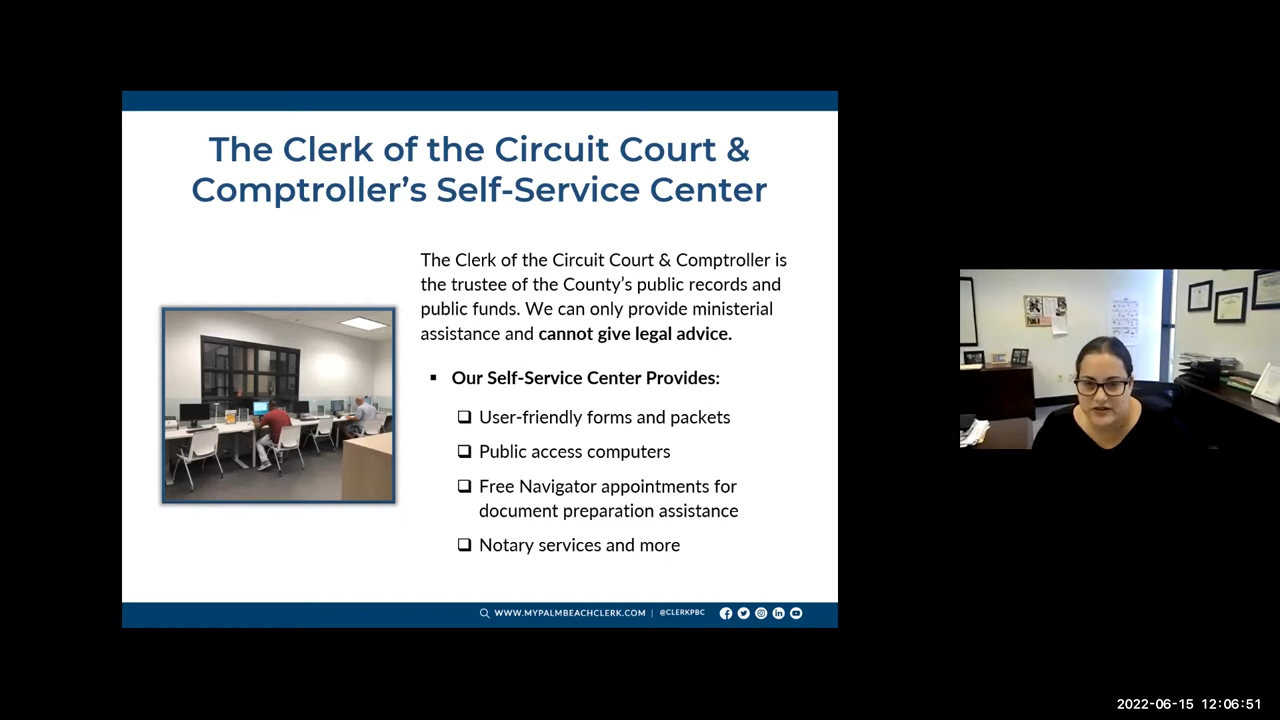 The Clerk of the Circuit Court &
Comptroller’s Self-Service Center
The Clerk of the Circuit Court & Comptroller is
the trustee of the County’s public records and
public funds. We can only provide ministerial
assistance and cannot give legal advice.
Our Self-Service Center Provides:
User-friendly forms and packets
Public access computers
Free Navigator appointments for
document preparation assistance
Notary services and more
WWW.MYPALMBEACHCLERK.COM | @CLERKPBC
2022-06-15 12:06:51